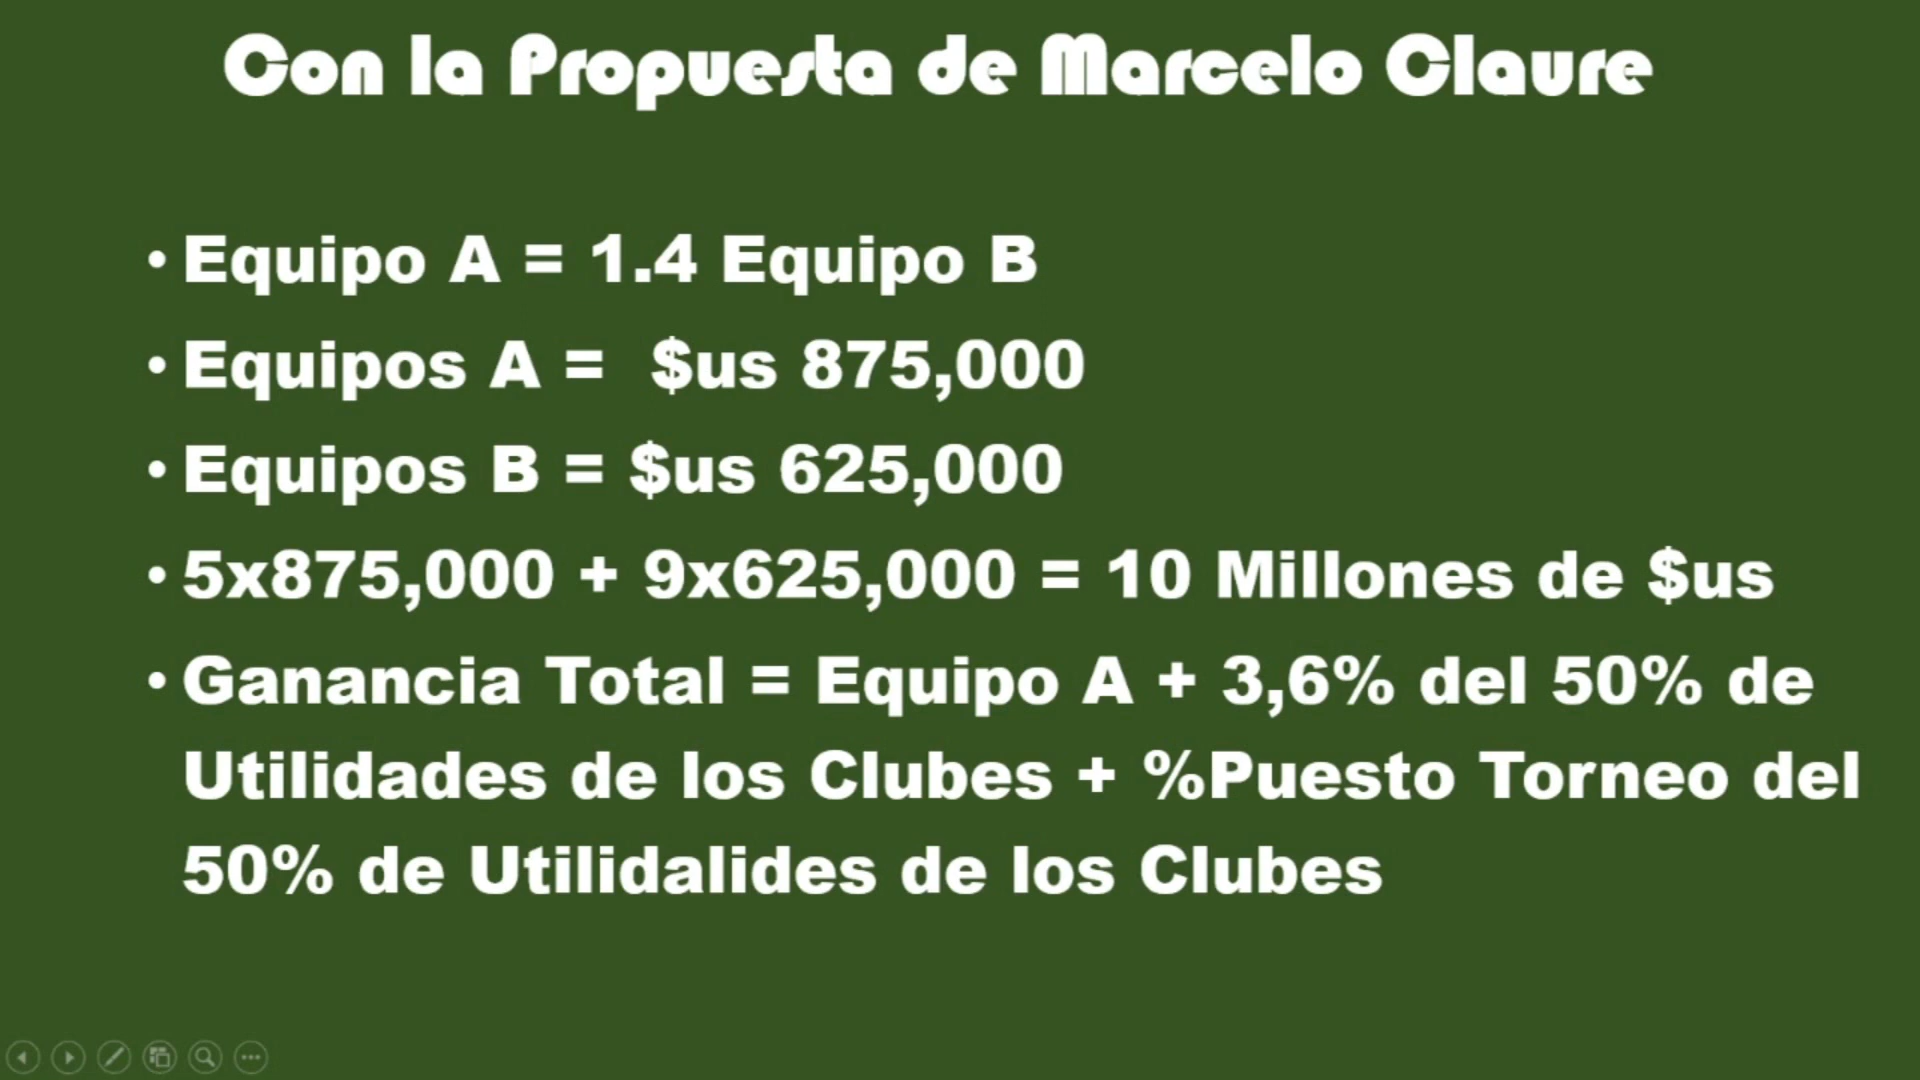 Con la Propuesta de Marcelo Claure
• Equipo A = 1.4 Equipo B
• Equipos A = $us 875,000
• Equipos B = $us 625,000
• 5x875,000 + 9x625,000 = 10 Millones de $us
• Ganancia Total = Equipo A + 3,6% del 50% de
Utilidades de los Clubes + %Puesto Torneo del
50% de Utilidalides de los Clubes